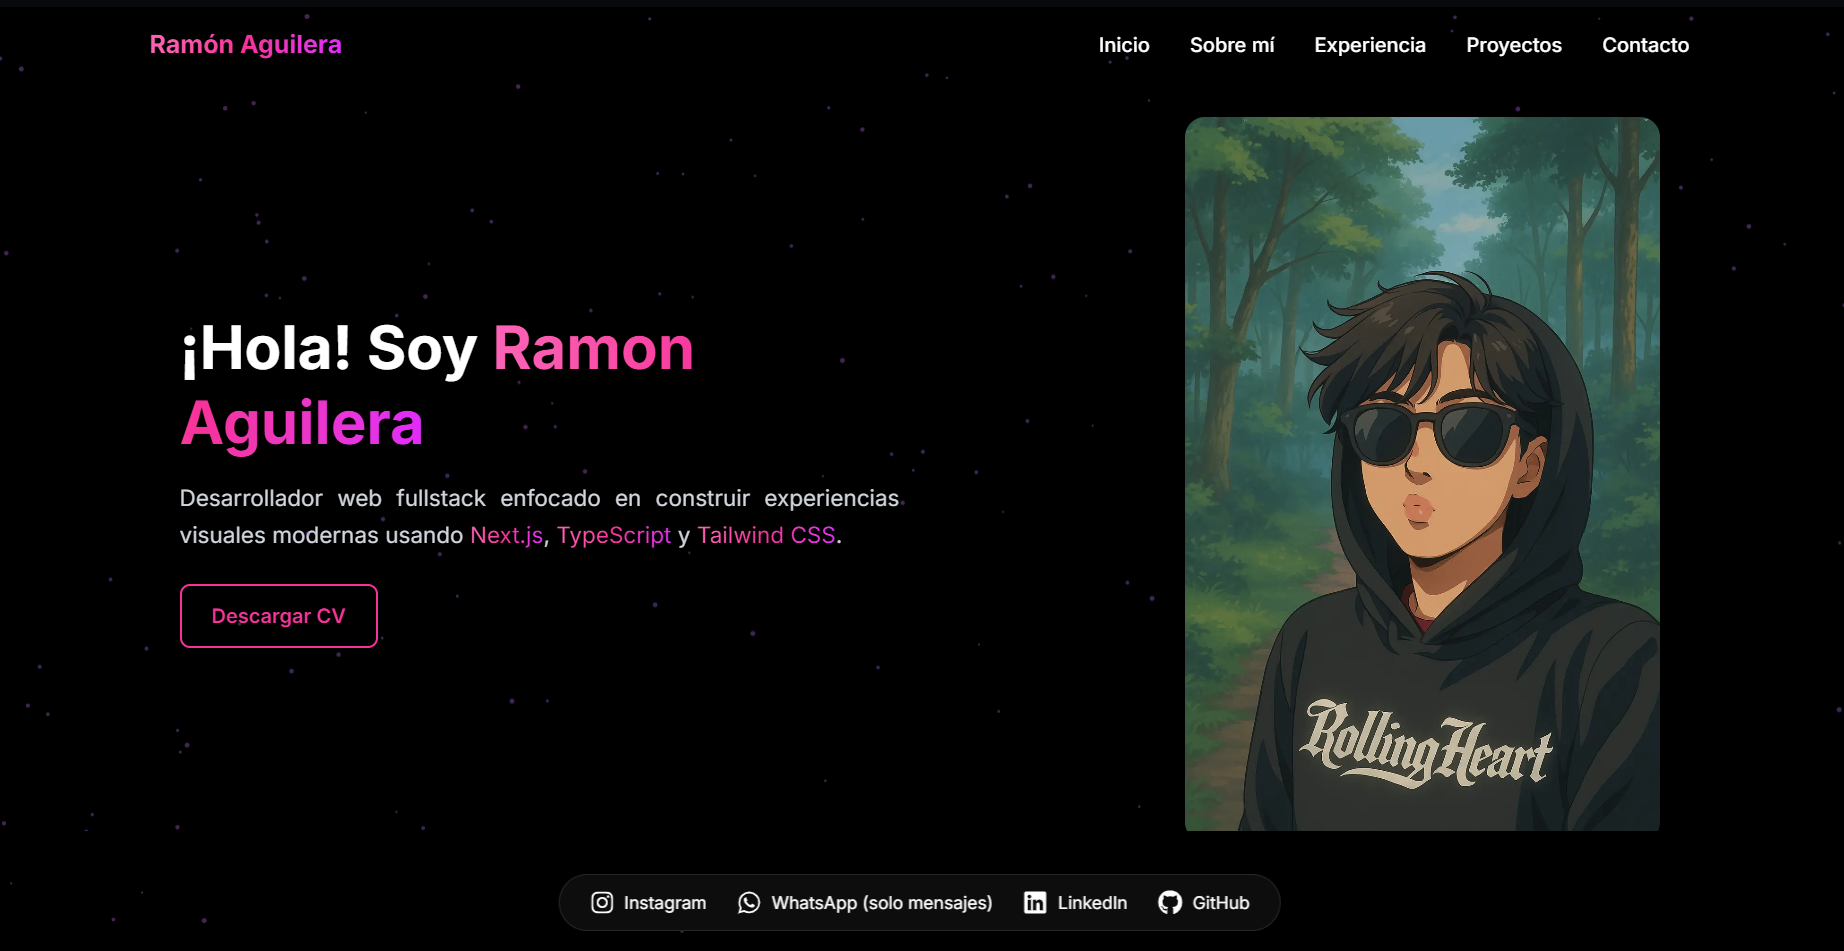 Ramón Aguilera
Inicio Sobre mí Experiencia Proyectos Contacto
¡Hola! Soy Ramon
Aguilera
Desarrollador web fullstack enfocado en construir experiencias
visuales modernas usando Next.js, TypeScript y Tailwind CSS.
Descargar CV
Rolling Heart
Instagram WhatsApp (solo mensajes) LinkedIn GitHub